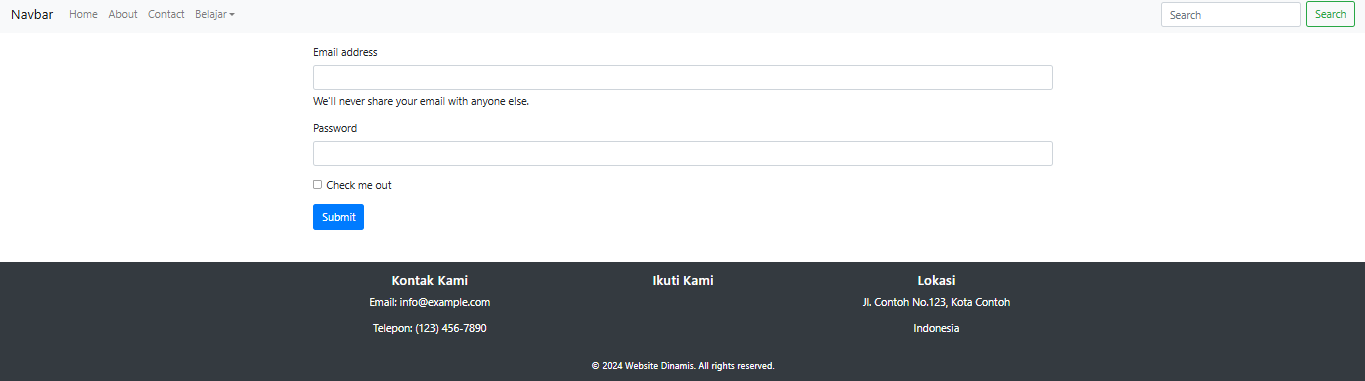 Navbar Home About Contact Belajar Search Search
Email address
We'll never share your email with anyone else.
Password
Check me out
Submit
Kontak Kami
Email: info@example.com
Telepon: (123) 456-7890
Ikuti Kami
Lokasi
Jl. Contoh No.123, Kota Contoh
Indonesia
© 2024 Website Dinamis. All rights reserved.